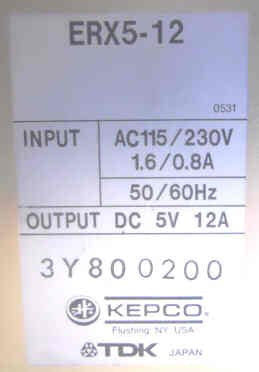 ERX5-12
0531
INPUT AC115/230V
1.6/0.8A
50/60Hz
OUTPUT DC 5V 12A
3Y800200
KEPCO®
Flushing NY USA
TDK JAPAN